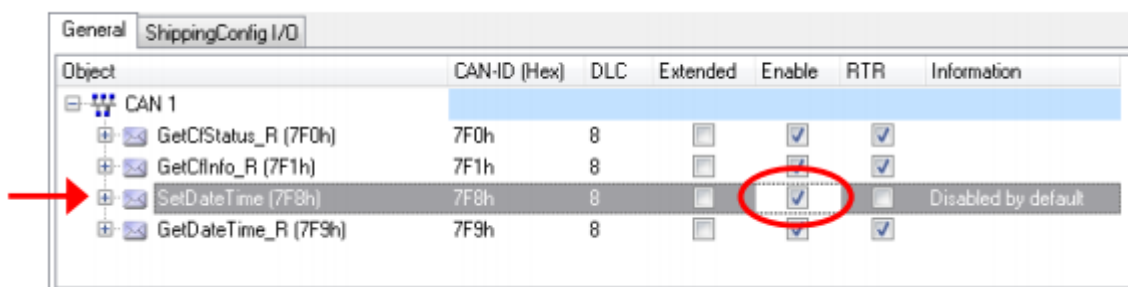 General ShippingConfig I/O
Object CAN-ID (Hex) DLC Extended Enable RTR Information
CAN 1
GetCfStatus_R (7F0h) 7F0h 8
GetCfInfo_R (7F1h) 7F1h 8
SetDateTime (7F8h) 7F8h 8 Disabled by default
GetDateTime_R (7F9h) 7F9h 8